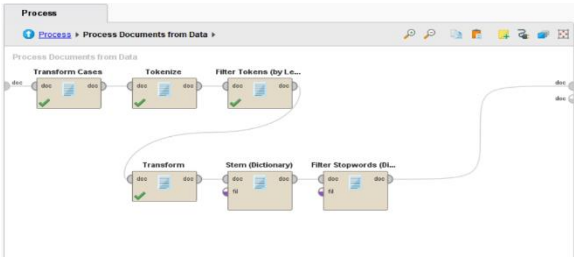 Process
Process ▸ Process Documents from Data ▸
Process Documents from Data
Transform Cases Tokenize Filter Tokens (by Le...
doc doc doc doc doc doc doc doc
doc
Transform Stem (Dictionary) Filter Stopwords (Di...
doc doc doc doc doc doc
fil fil